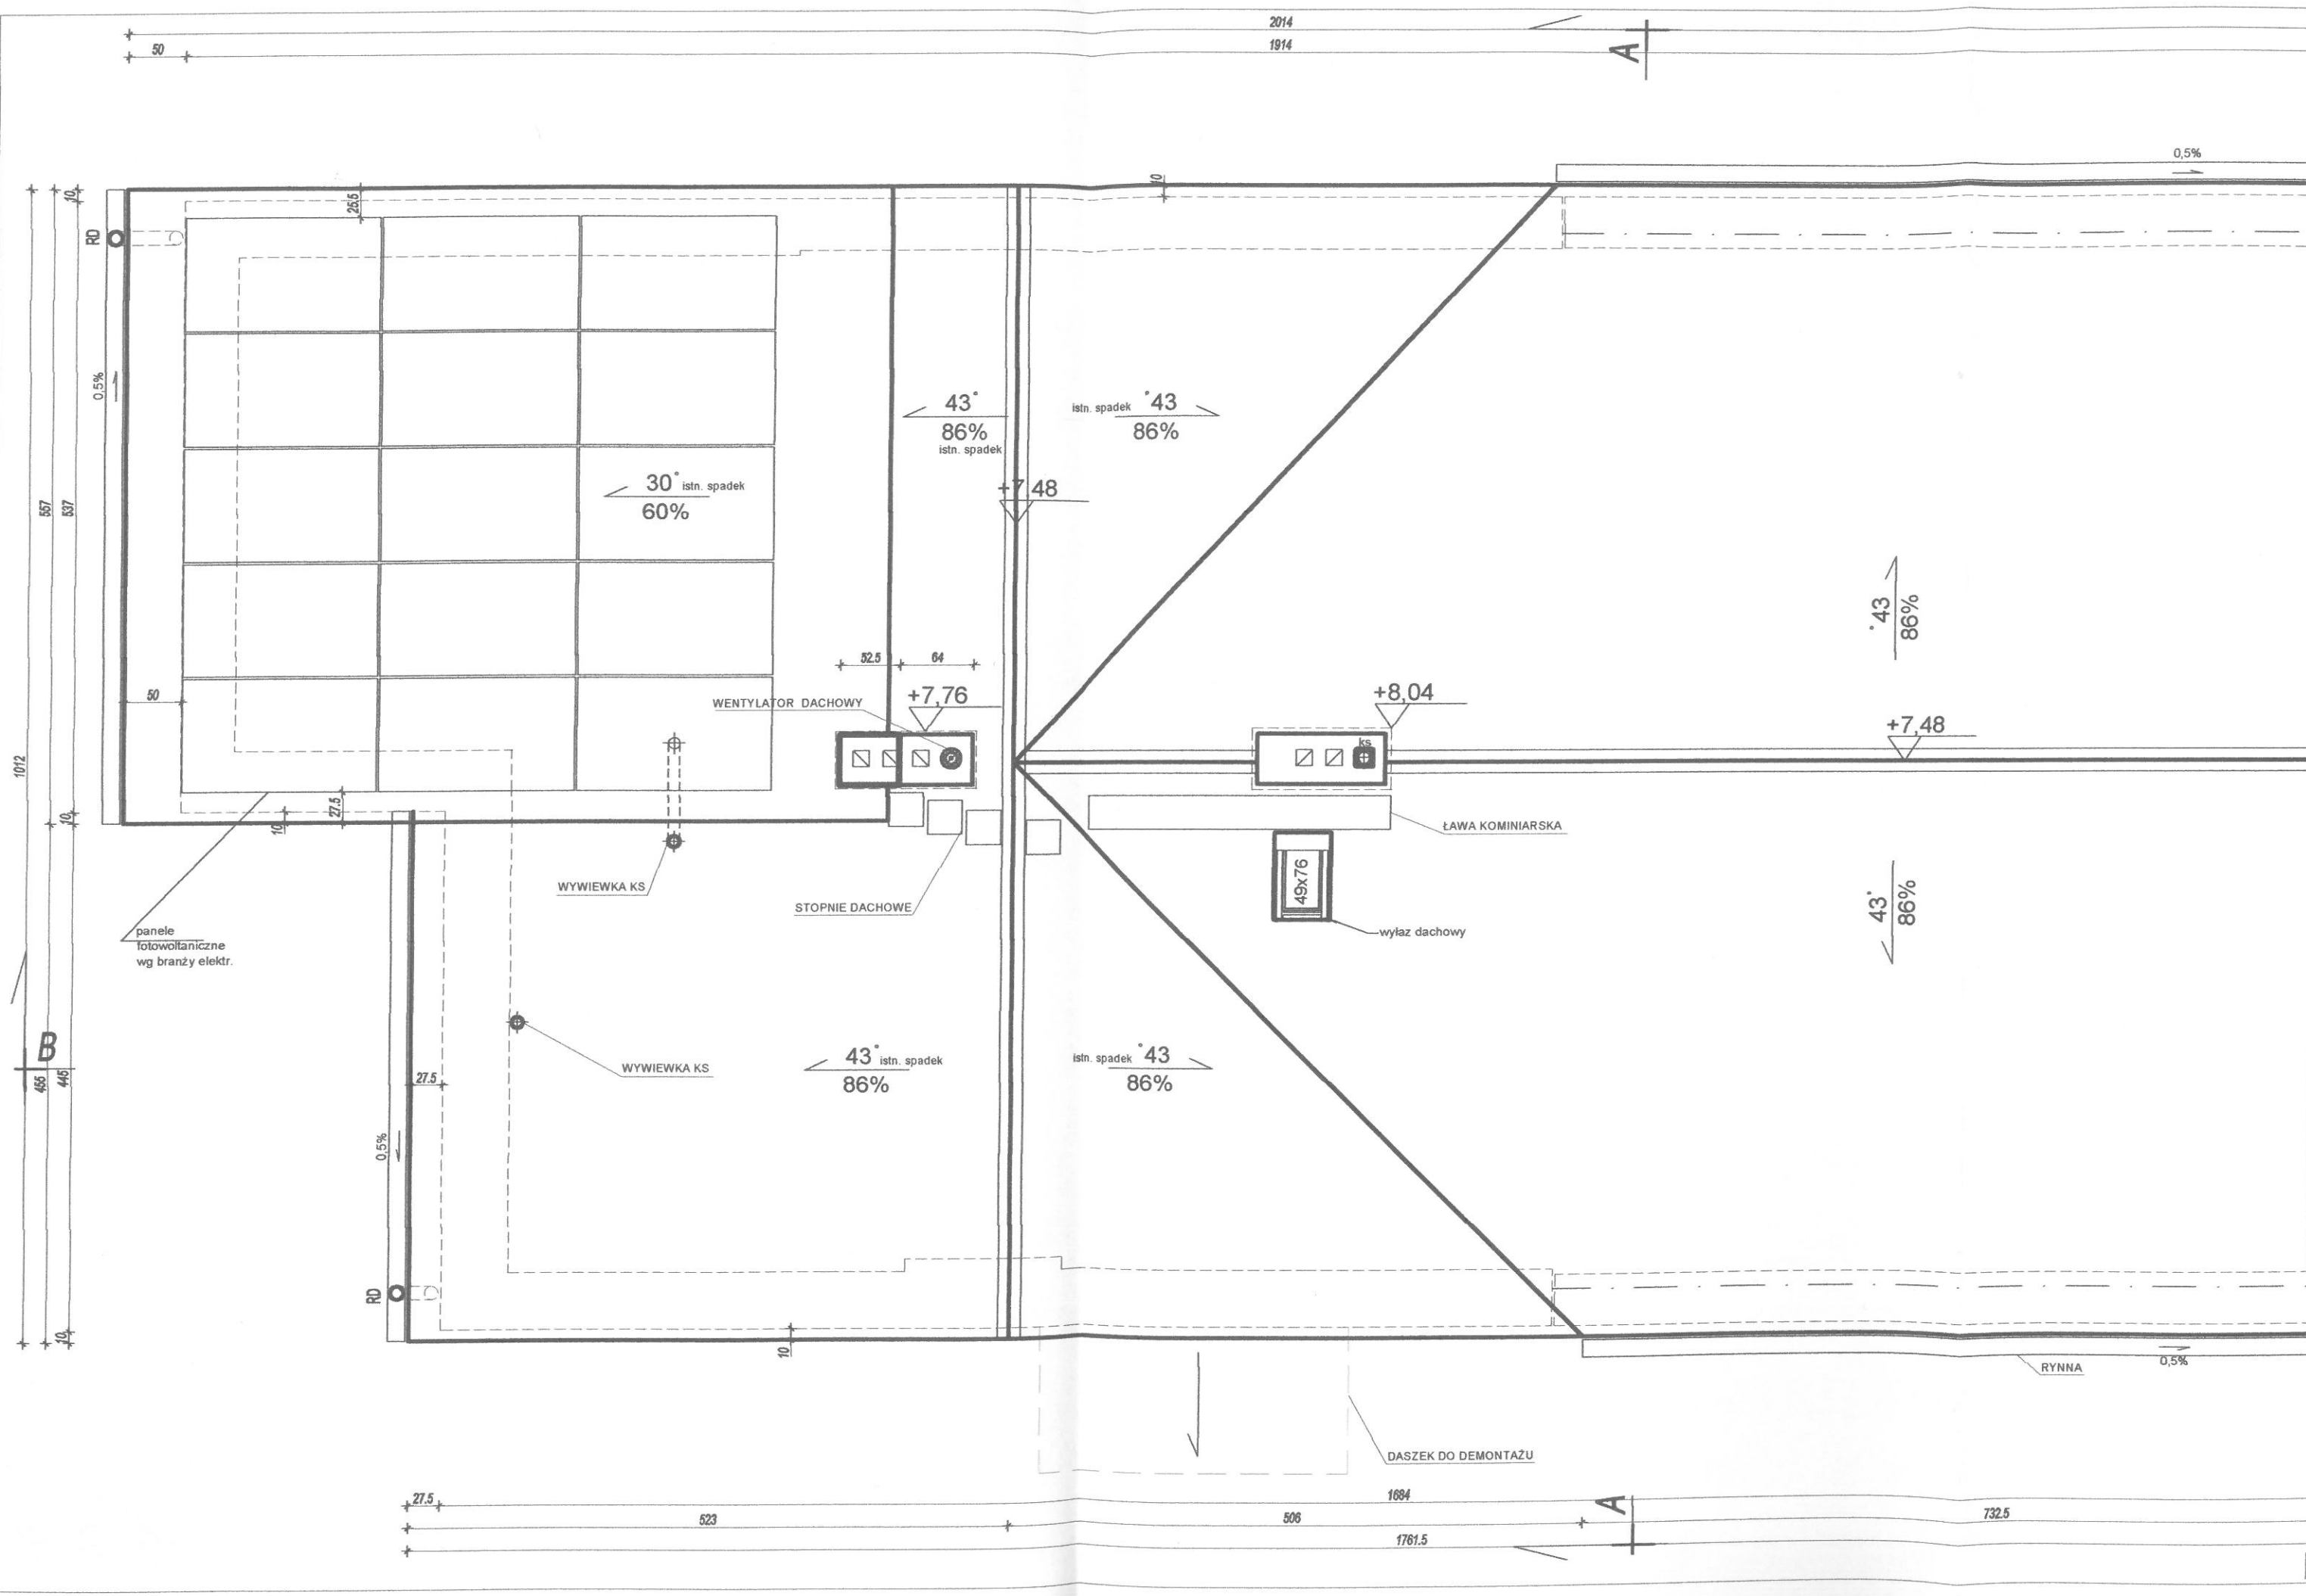 2014
50
1914
A
0,5%
10
10
25.5
RD
0,5%
43°
86%
istn. spadek
istn. spadek °43
86%
30° istn. spadek
60%
+7,48
557
537
°43
86%
52.5
64
50
WENTYLATOR DACHOWY
+7,76
+8,04
+7,48
ks
1012
10
10
27.5
ŁAWA KOMINIARSKA
49x76
WYWIEWKA KS
STOPNIE DACHOWE
43°
86%
wyłaz dachowy
panele
fotowoltaniczne
wg branży elektr.
B
455
445
27.5
WYWIEWKA KS
43° istn. spadek
86%
istn. spadek °43
86%
0,5%
RD
10
10
0,5%
RYNNA
DASZEK DO DEMONTAŻU
27.5
1684
A
523
506
732.5
1761.5